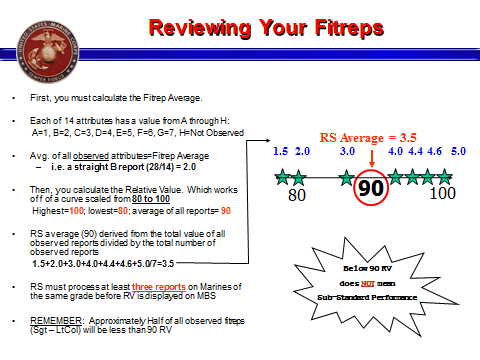 Reviewing Your Fitreps
UNITED STATES MARINE CORPS
SEMPER FIDELIS
• First, you must calculate the Fitrep Average.
• Each of 14 attributes has a value from A through H:
A=1, B=2, C=3, D=4, E=5, F=6, G=7, H=Not Observed
• Avg. of all observed attributes=Fitrep Average
– i.e. a straight B report (28/14) = 2.0
• Then, you calculate the Relative Value. Which works
off of a curve scaled from 80 to 100
Highest=100; lowest=80; average of all reports= 90
• RS average (90) derived from the total value of all
observed reports divided by the total number of
observed reports
1.5+2.0+3.0+4.0+4.4+4.6+5.0/7=3.5
• RS must process at least three reports on Marines of
the same grade before RV is displayed on MBS
• REMEMBER: Approximately Half of all observed fitreps
(Sgt – LtCol) will be less than 90 RV
RS Average = 3.5
1.5 2.0 3.0 4.0 4.4 4.6 5.0
80 90 100
Below 90 RV
does NOT mean
Sub-Standard Performance